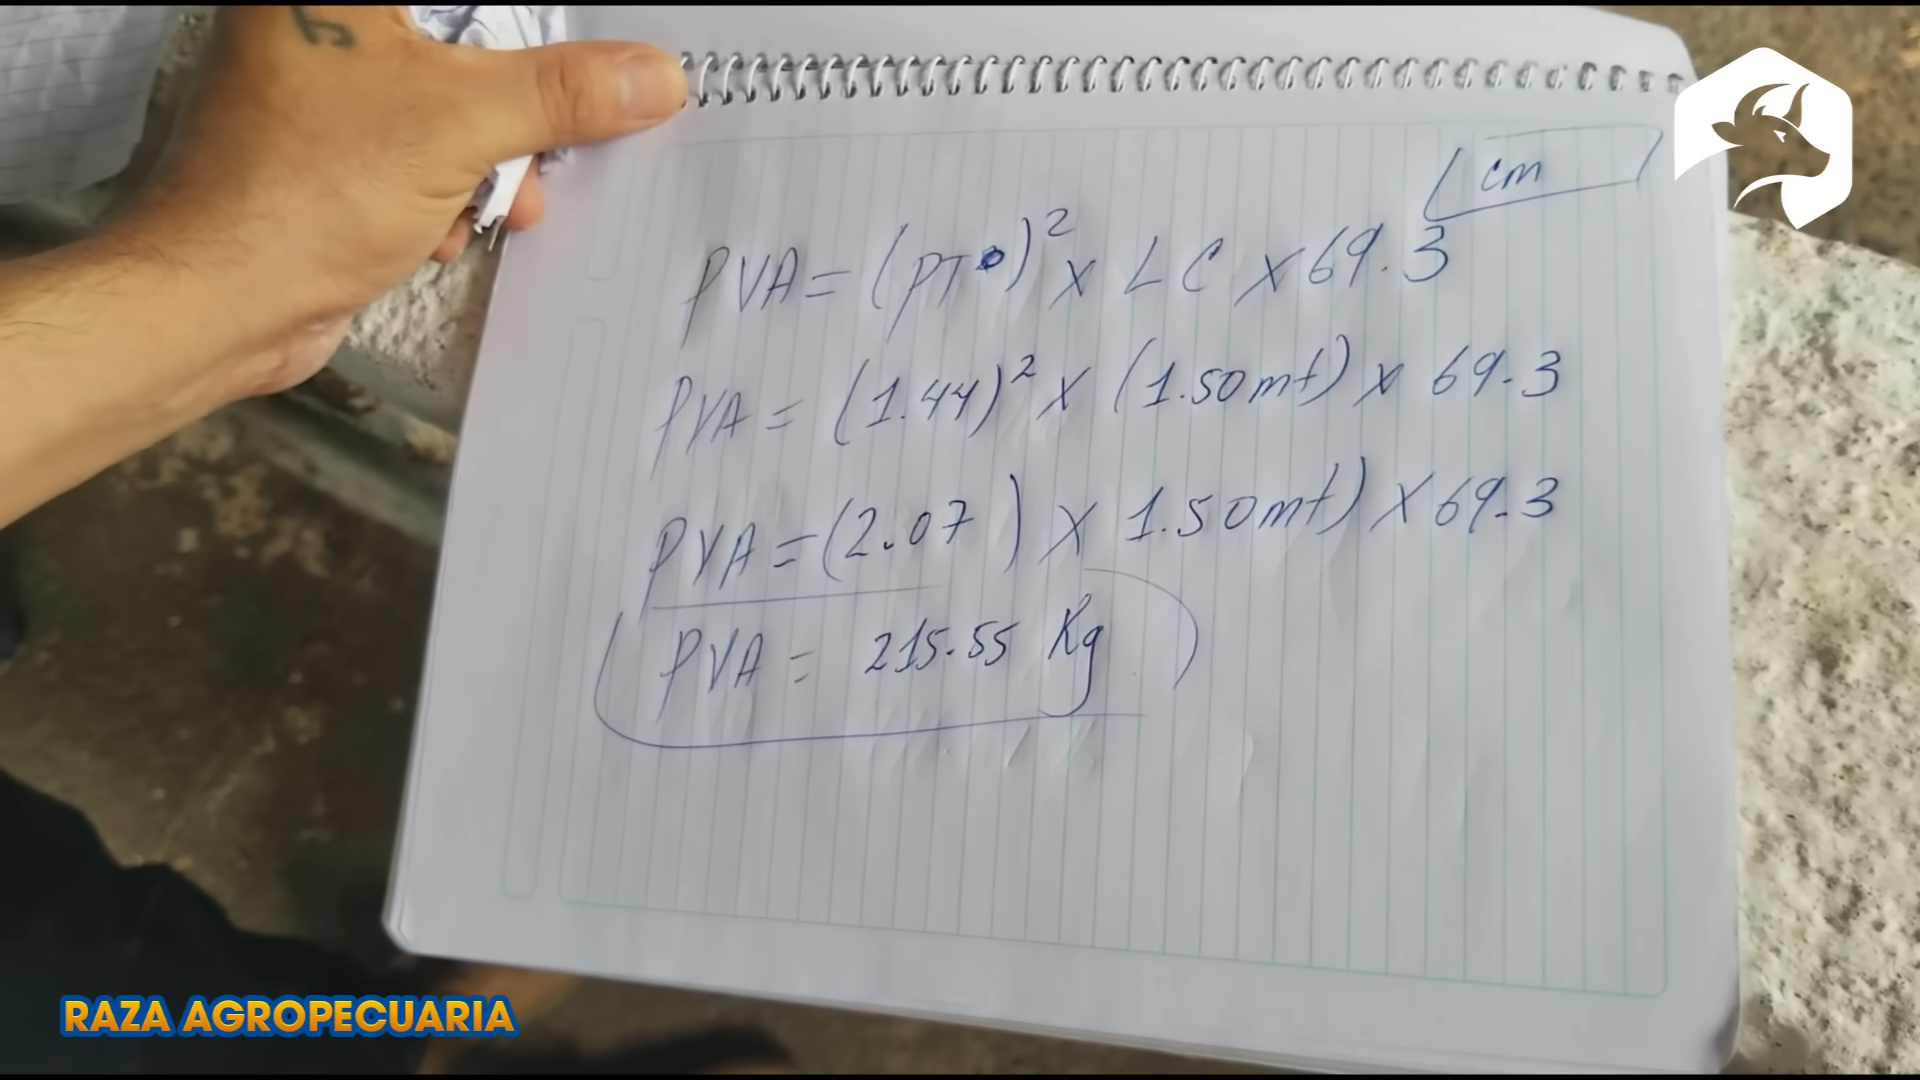 cm
PVA = (PT )² x LC x 69.3
PVA = (1.44)² x (1.50mt) x 69.3
PVA = (2.07 ) x 1.50mt) x 69.3
PVA = 215.55 Kg
RAZA AGROPECUARIA